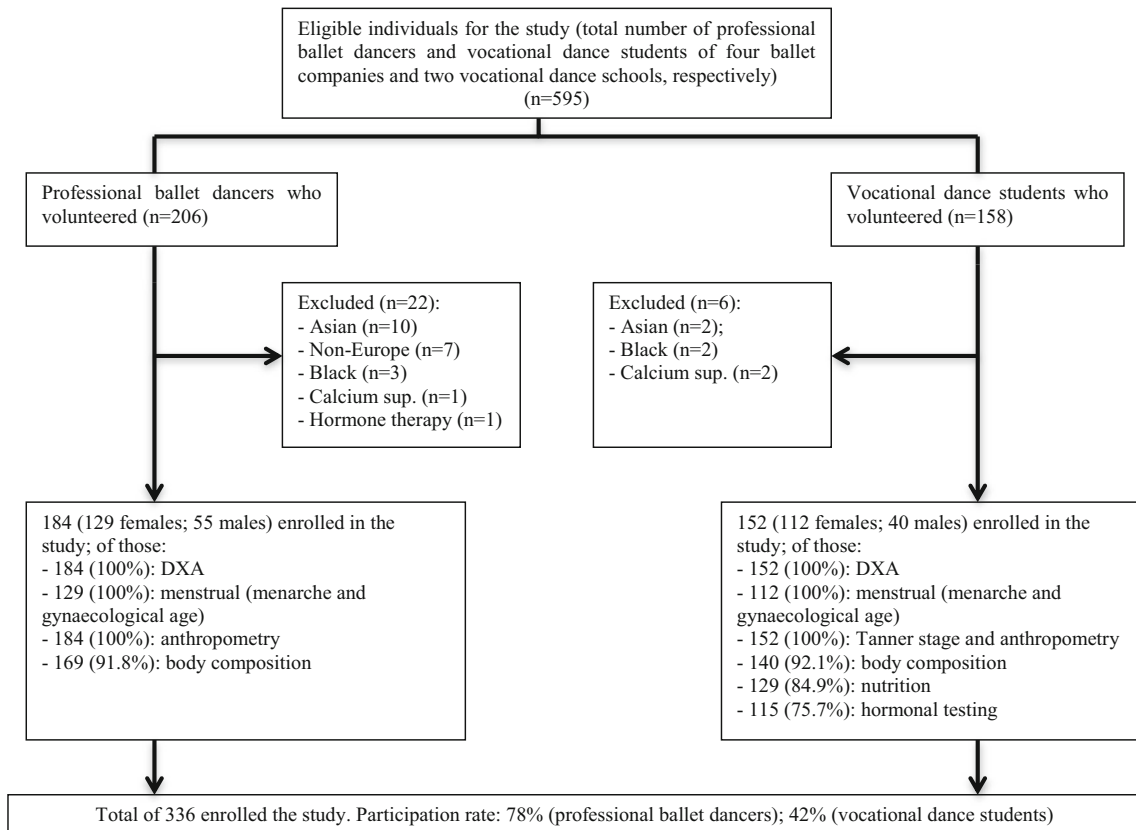 Eligible individuals for the study (total number of professional
ballet dancers and vocational dance students of four ballet
companies and two vocational dance schools, respectively)
(n=595)
Professional ballet dancers who
volunteered (n=206)
Vocational dance students who
volunteered (n=158)
Excluded (n=22):
- Asian (n=10)
- Non-Europe (n=7)
- Black (n=3)
- Calcium sup. (n=1)
- Hormone therapy (n=1)
Excluded (n=6):
- Asian (n=2);
- Black (n=2)
- Calcium sup. (n=2)
184 (129 females; 55 males) enrolled in the
study; of those:
- 184 (100%): DXA
- 129 (100%): menstrual (menarche and
gynaecological age)
- 184 (100%): anthropometry
- 169 (91.8%): body composition
152 (112 females; 40 males) enrolled in the
study; of those:
- 152 (100%): DXA
- 112 (100%): menstrual (menarche and
gynaecological age)
- 152 (100%): Tanner stage and anthropometry
- 140 (92.1%): body composition
- 129 (84.9%): nutrition
- 115 (75.7%): hormonal testing
Total of 336 enrolled the study. Participation rate: 78% (professional ballet dancers); 42% (vocational dance students)